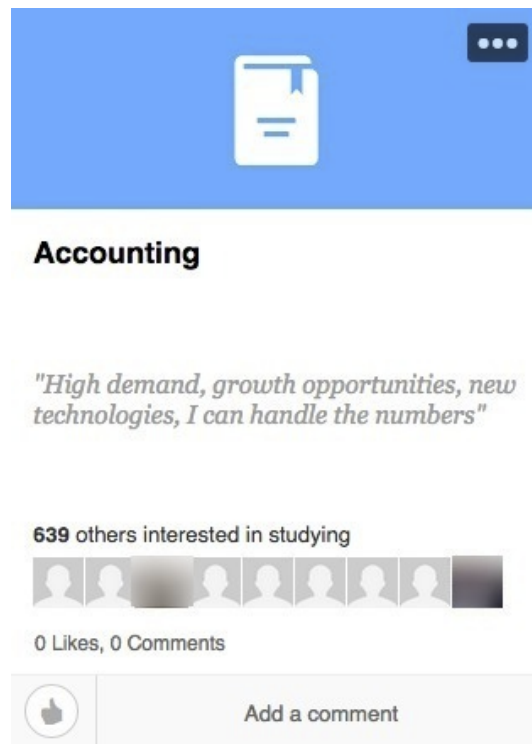 Accounting
"High demand, growth opportunities, new
technologies, I can handle the numbers"
639 others interested in studying
0 Likes, 0 Comments
Add a comment